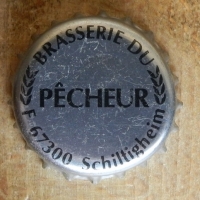 BRASSERIE DU
PÊCHEUR
F 67300 Schiltigheim